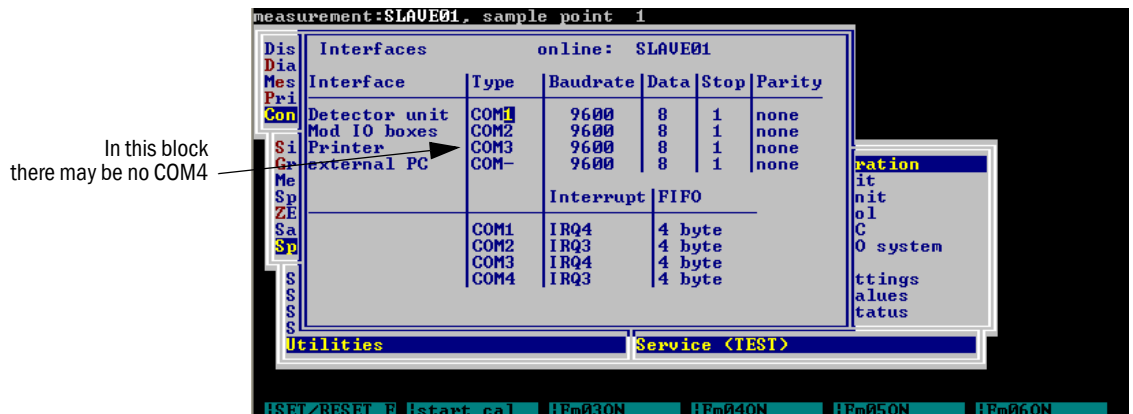 measurement:SLAVE01, sample point 1
Dis Interfaces online: SLAVE01
Dia
Mes Interface Type Baudrate Data Stop Parity
Pri
Con Detector unit COM1 9600 8 1 none
Mod IO boxes COM2 9600 8 1 none
Si Printer COM3 9600 8 1 none
Gr external PC COM- 9600 8 1 none ration
In this block
there may be no COM4
Me it
Sp Interrupt FIFO nit
ZE ol
Sa COM1 IRQ4 4 byte C
Sp COM2 IRQ3 4 byte O system
COM3 IRQ4 4 byte
S COM4 IRQ3 4 byte ttings
S alues
S tatus
S
Utilities Service (TEST)
SET/RESET F start cal Fm03ON Fm04ON Fm05ON Fm06ON